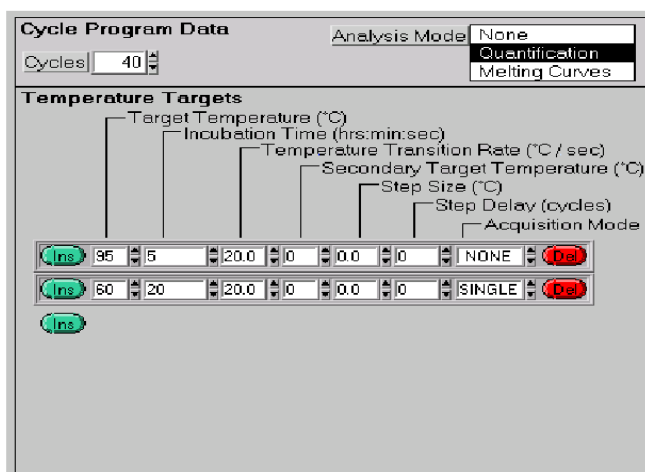 Cycle Program Data
Analysis Mode
None
Quantification
Melting Curves
Cycles 40
Temperature Targets
Target Temperature (°C)
Incubation Time (hrs:min:sec)
Temperature Transition Rate (°C / sec)
Secondary Target Temperature (°C)
Step Size (°C)
Step Delay (cycles)
Acquisition Mode
Ins 95 5 20.0 0 0.0 0 NONE Del
Ins 60 20 20.0 0 0.0 0 SINGLE Del
Ins